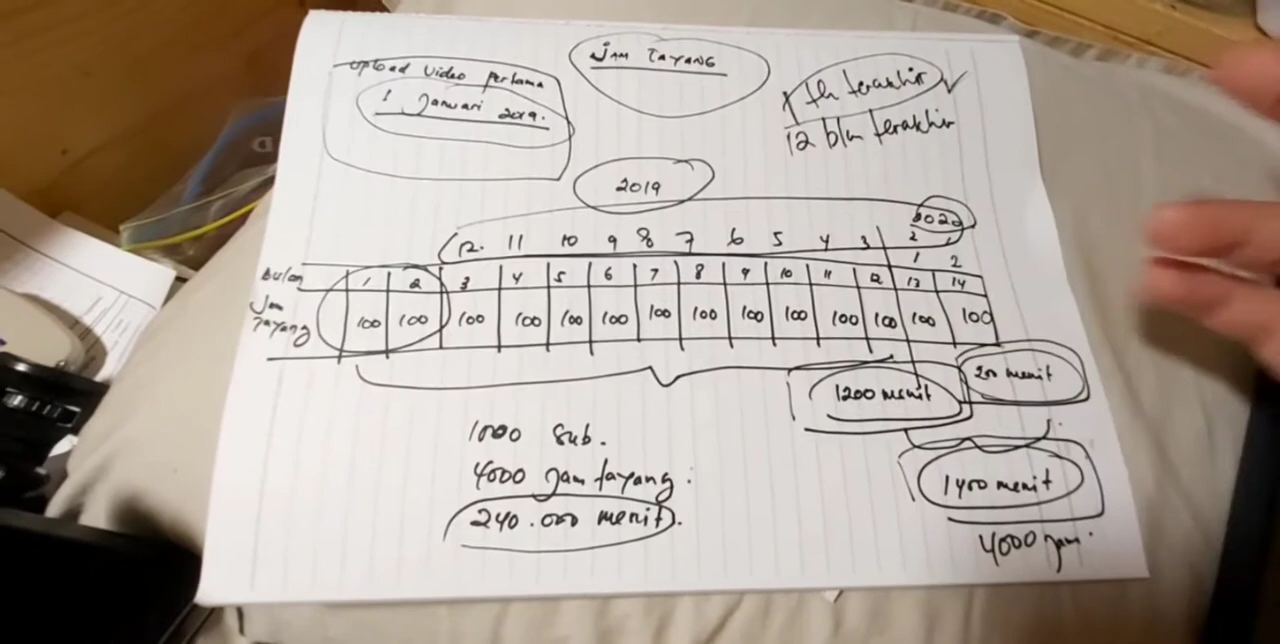 JAM TAYANG
Upload Video pertama
1 Januari 2019.
1 th terakhir
12 bln terakhir
2019
2020
12. 11 10 9 8 7 6 5 4 3 2 1
1 2
Bulan 1 2 3 4 5 6 7 8 9 10 11 12 13 14
Jam
Tayang 100 100 100 100 100 100 100 100 100 100 100 100 100 100
1200 menit
200 menit
1000 Sub.
4000 Jam tayang.
240.000 menit.
1400 menit
4000 jam.